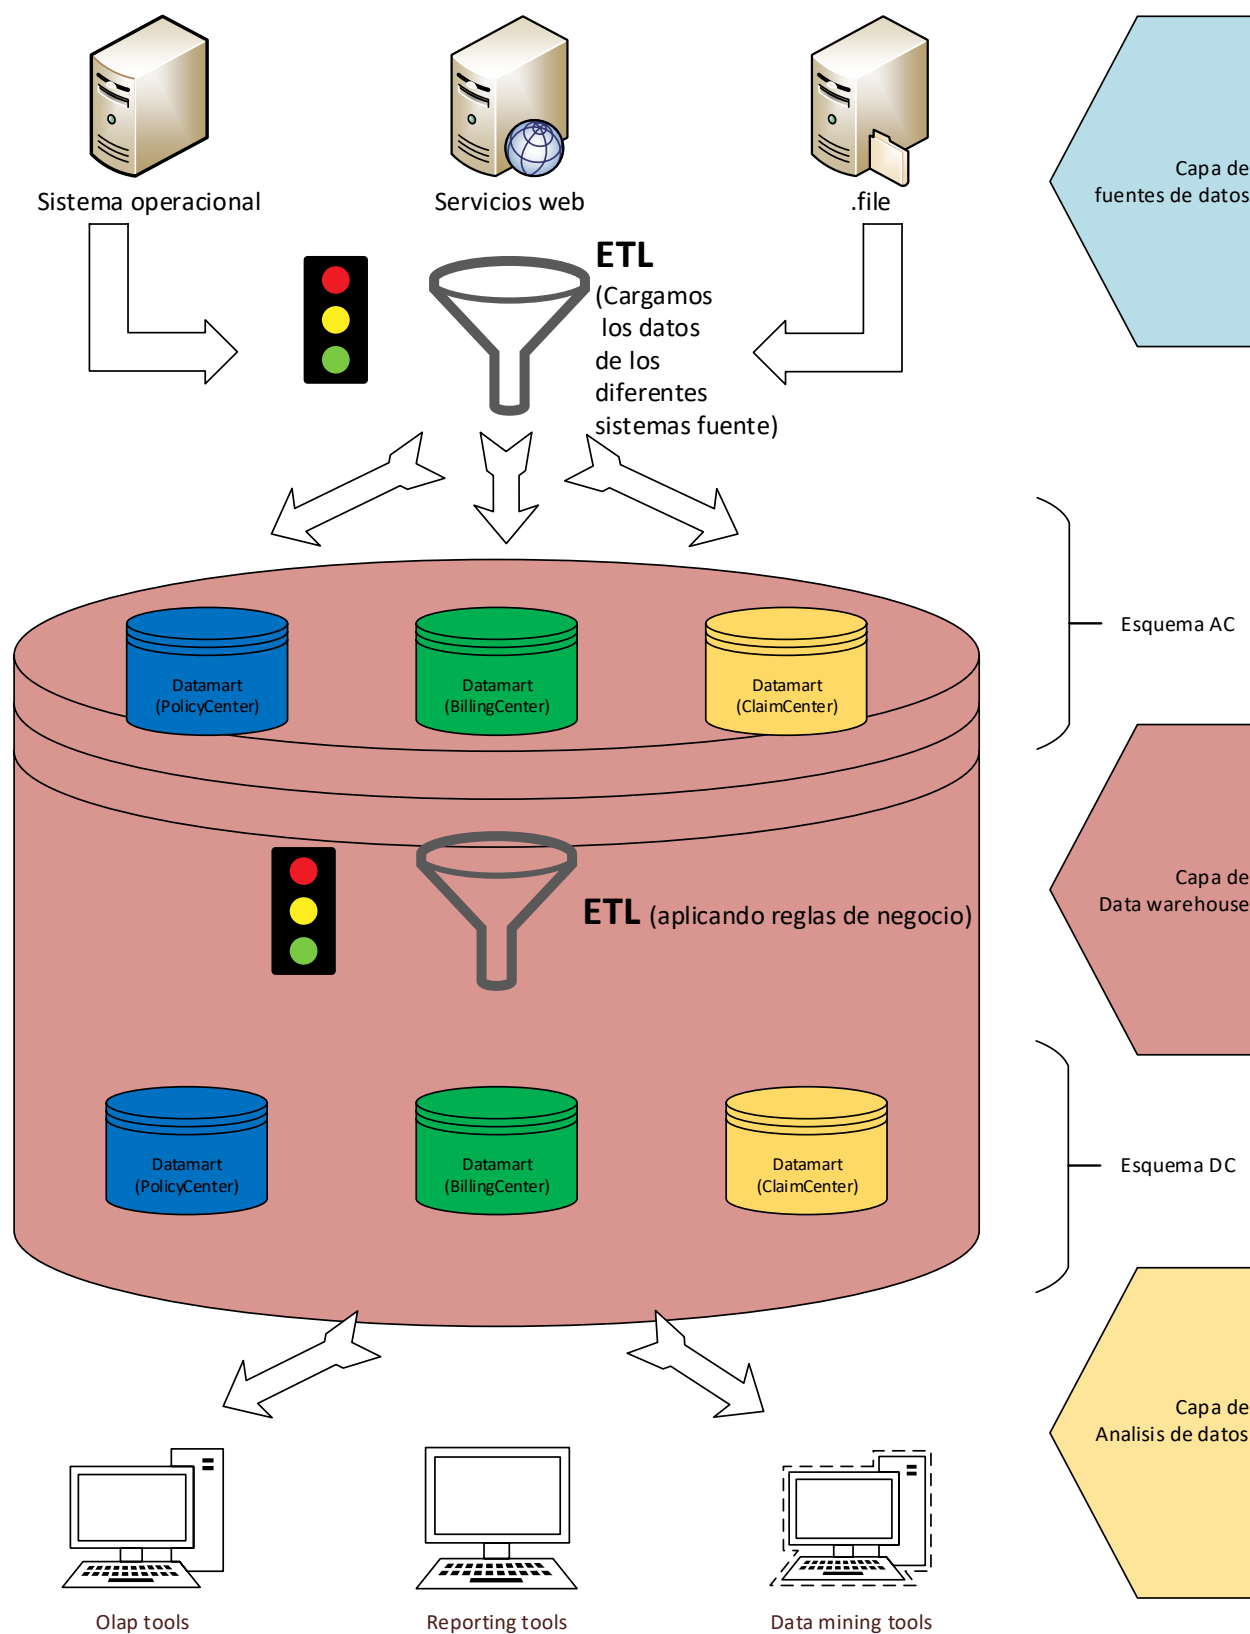 Sistema operacional
Servicios web
.file
Capa de
fuentes de datos
ETL
(Cargamos
los datos
de los
diferentes
sistemas fuente)
Esquema AC
Datamart
(PolicyCenter)
Datamart
(BillingCenter)
Datamart
(ClaimCenter)
Capa de
Data warehouse
ETL (aplicando reglas de negocio)
Datamart
(PolicyCenter)
Datamart
(BillingCenter)
Datamart
(ClaimCenter)
Esquema DC
Capa de
Analisis de datos
Olap tools
Reporting tools
Data mining tools